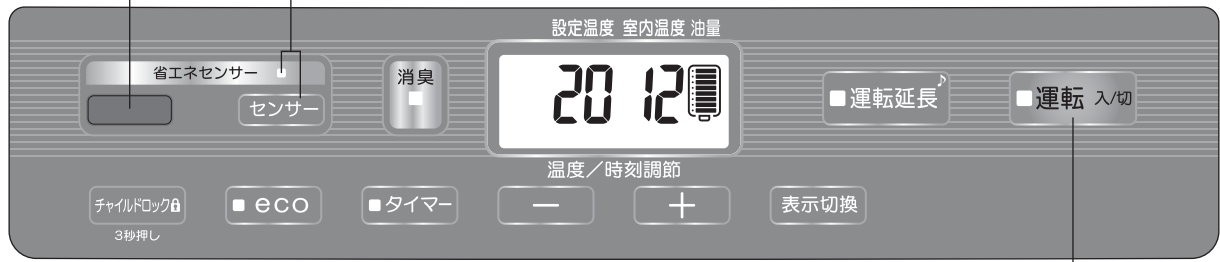 設定温度 室内温度 油量
省エネセンサー
センサー
消臭
20 12
運転延長♪
運転 入/切
温度/時刻調節
チャイルドロック
3秒押し
eco
タイマー
−
+
表示切換